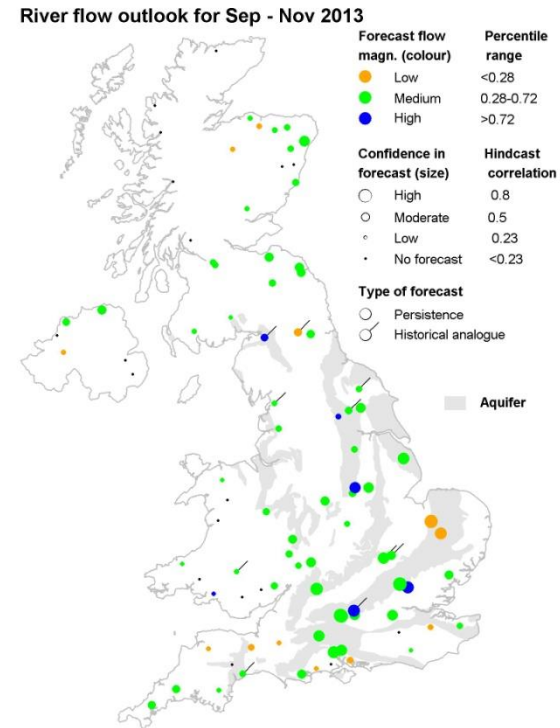 River flow outlook for Sep - Nov 2013
Forecast flow Percentile
magn. (colour) range
Low <0.28
Medium 0.28-0.72
High >0.72
Confidence in Hindcast
forecast (size) correlation
High 0.8
Moderate 0.5
Low 0.23
No forecast <0.23
Type of forecast
Persistence
Historical analogue
Aquifer